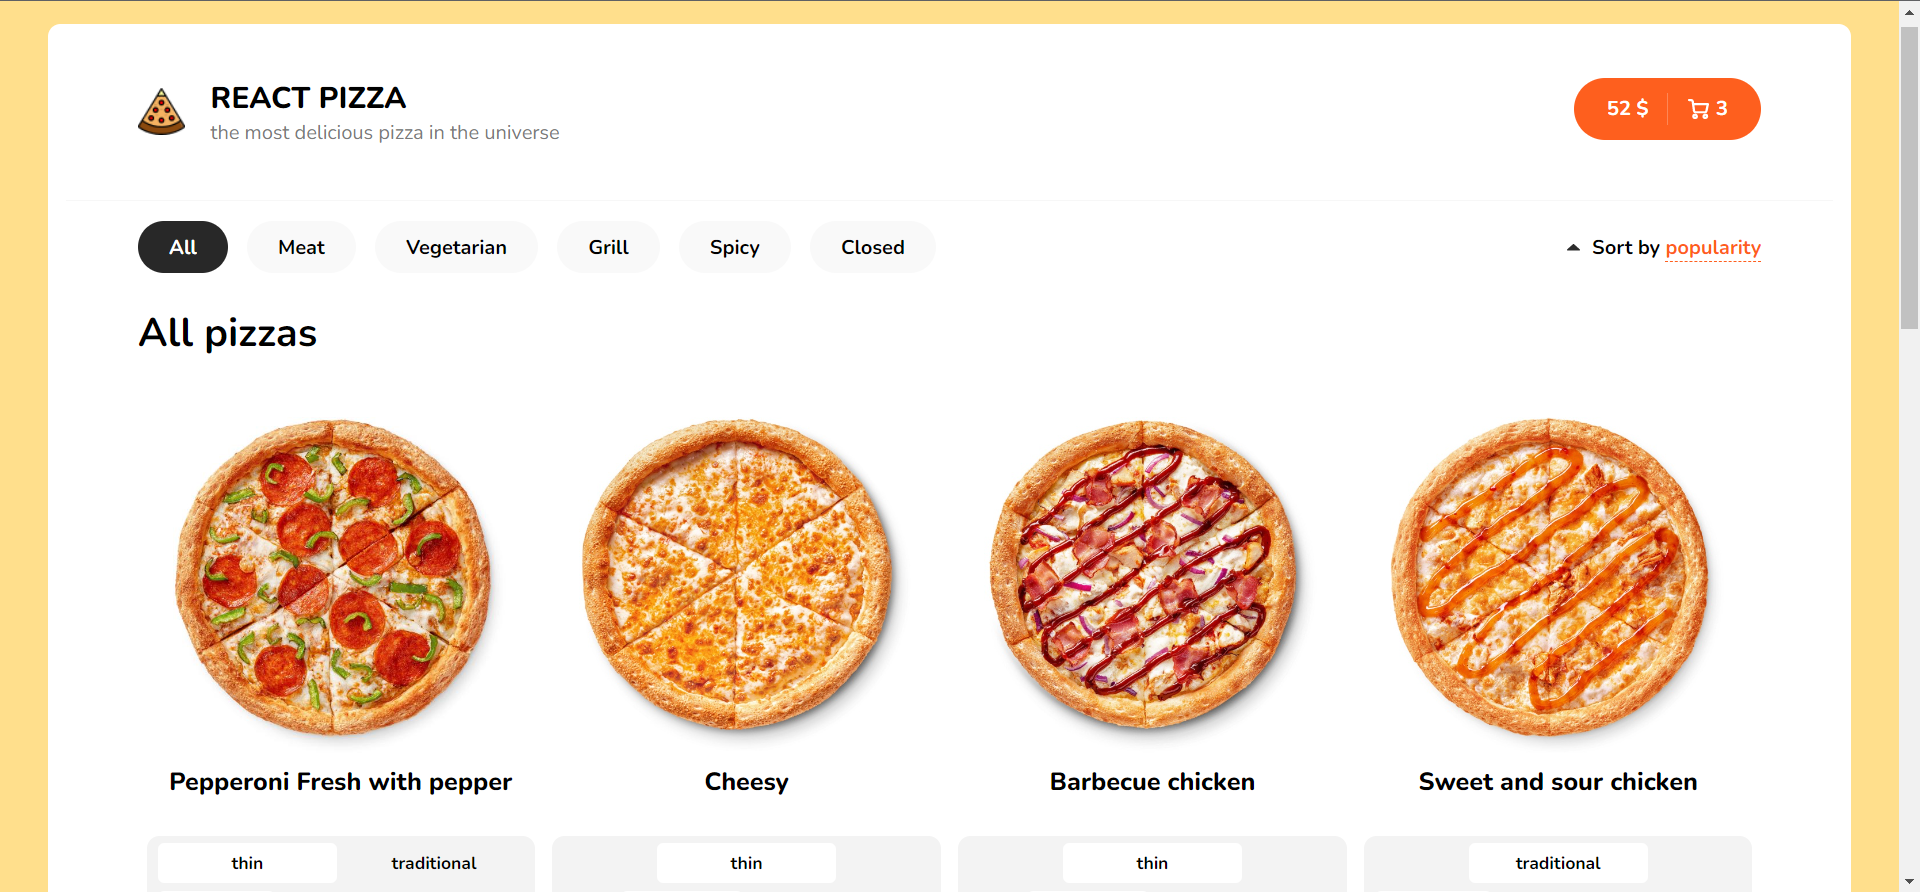 REACT PIZZA
the most delicious pizza in the universe
52 $ 3
All Meat Vegetarian Grill Spicy Closed
Sort by popularity
All pizzas
Pepperoni Fresh with pepper
Cheesy
Barbecue chicken
Sweet and sour chicken
thin traditional
thin
thin
traditional